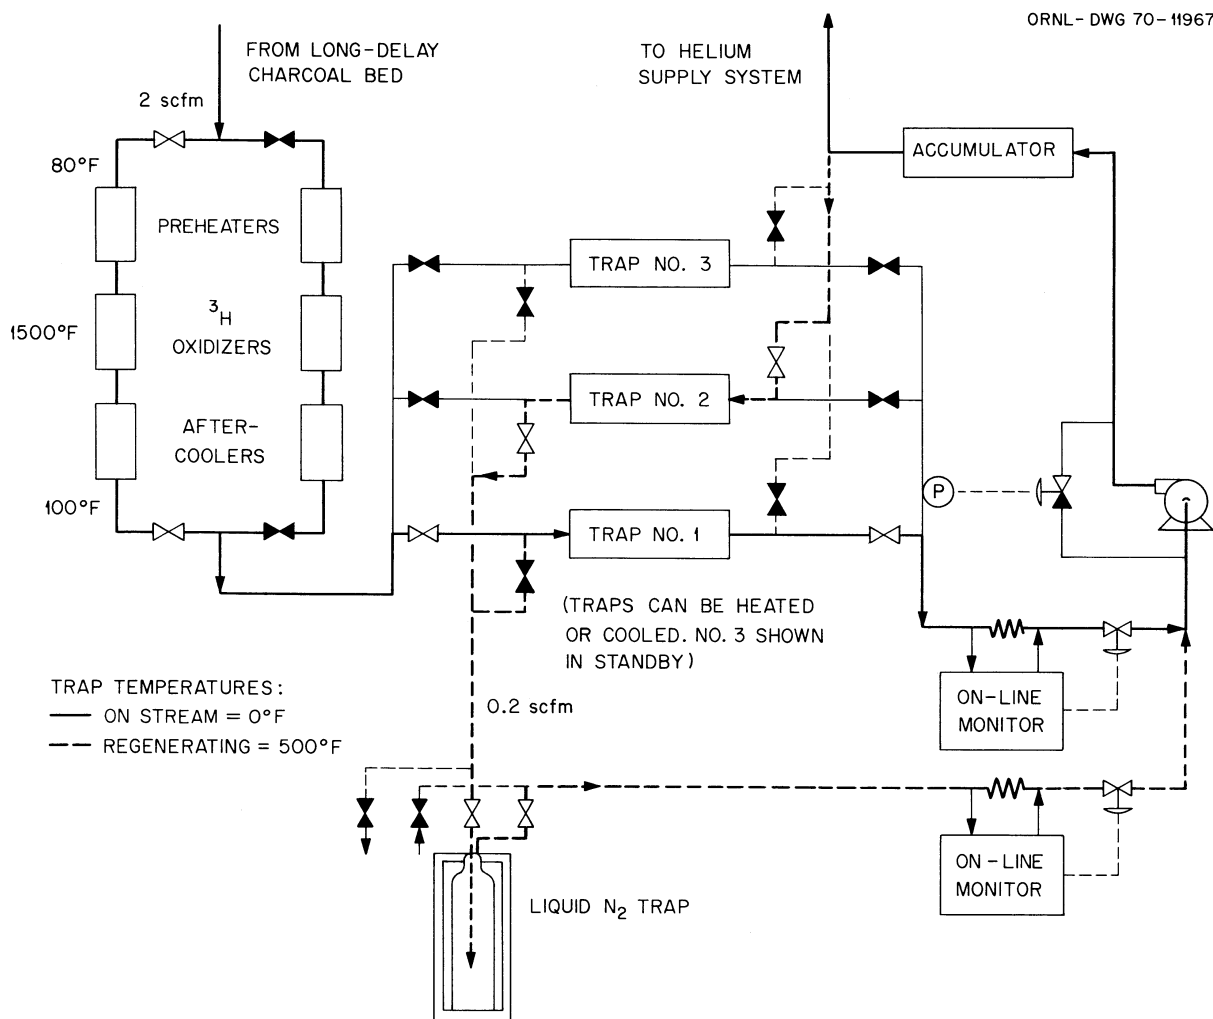 ORNL-DWG 70-11967
FROM LONG-DELAY
CHARCOAL BED
2 scfm
TO HELIUM
SUPPLY SYSTEM
ACCUMULATOR
80°F
PREHEATERS
TRAP NO. 3
1500°F
³H
OXIDIZERS
TRAP NO. 2
AFTER-
COOLERS
100°F
P
TRAP NO. 1
(TRAPS CAN BE HEATED
OR COOLED. NO. 3 SHOWN
IN STANDBY)
TRAP TEMPERATURES:
ON STREAM = 0°F
REGENERATING = 500°F
0.2 scfm
ON-LINE
MONITOR
ON-LINE
MONITOR
LIQUID N₂ TRAP